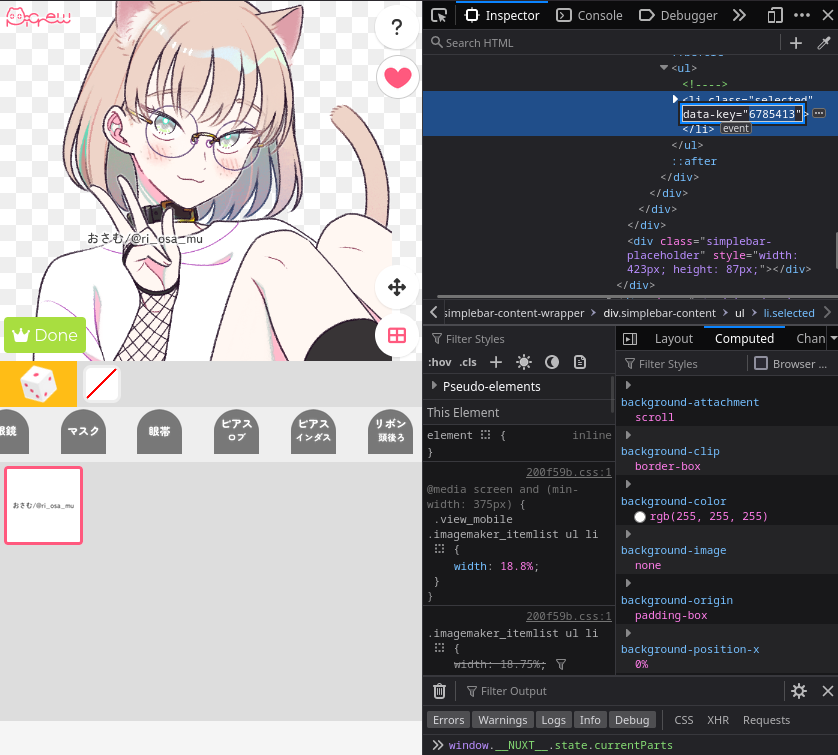 Picrew
?
おさむ/@ri_osa_mu
Done
眼鏡
マスク
眼帯
ピアス
ロブ
ピアス
インダス
リボン
頭後ろ
おさむ/@ri_osa_mu
Inspector
Console
Debugger
Search HTML
<ul>
<!---->
<li class="selected"
data-key="6785413">
</li>
event
</ul>
::after
</div>
</div>
</div>
</div>
<div class="simplebar-
placeholder" style="width:
423px; height: 87px;"></div>
</div>
simplebar-content-wrapper
div.simplebar-content
ul
li.selected
Filter Styles
:hov .cls
Pseudo-elements
This Element
element { inline
}
200f59b.css:1
@media screen and (min-
width: 375px) {
.view_mobile
.imagemaker_itemlist ul li
{
width: 18.8%;
}
}
200f59b.css:1
.imagemaker_itemlist ul li
{
width: 18.75%;
Layout
Computed
Chan
Filter Styles
Browser ...
background-attachment
scroll
background-clip
border-box
background-color
rgb(255, 255, 255)
background-image
none
background-origin
padding-box
background-position-x
0%
Filter Output
Errors
Warnings
Logs
Info
Debug
CSS
XHR
Requests
window.__NUXT__.state.currentParts